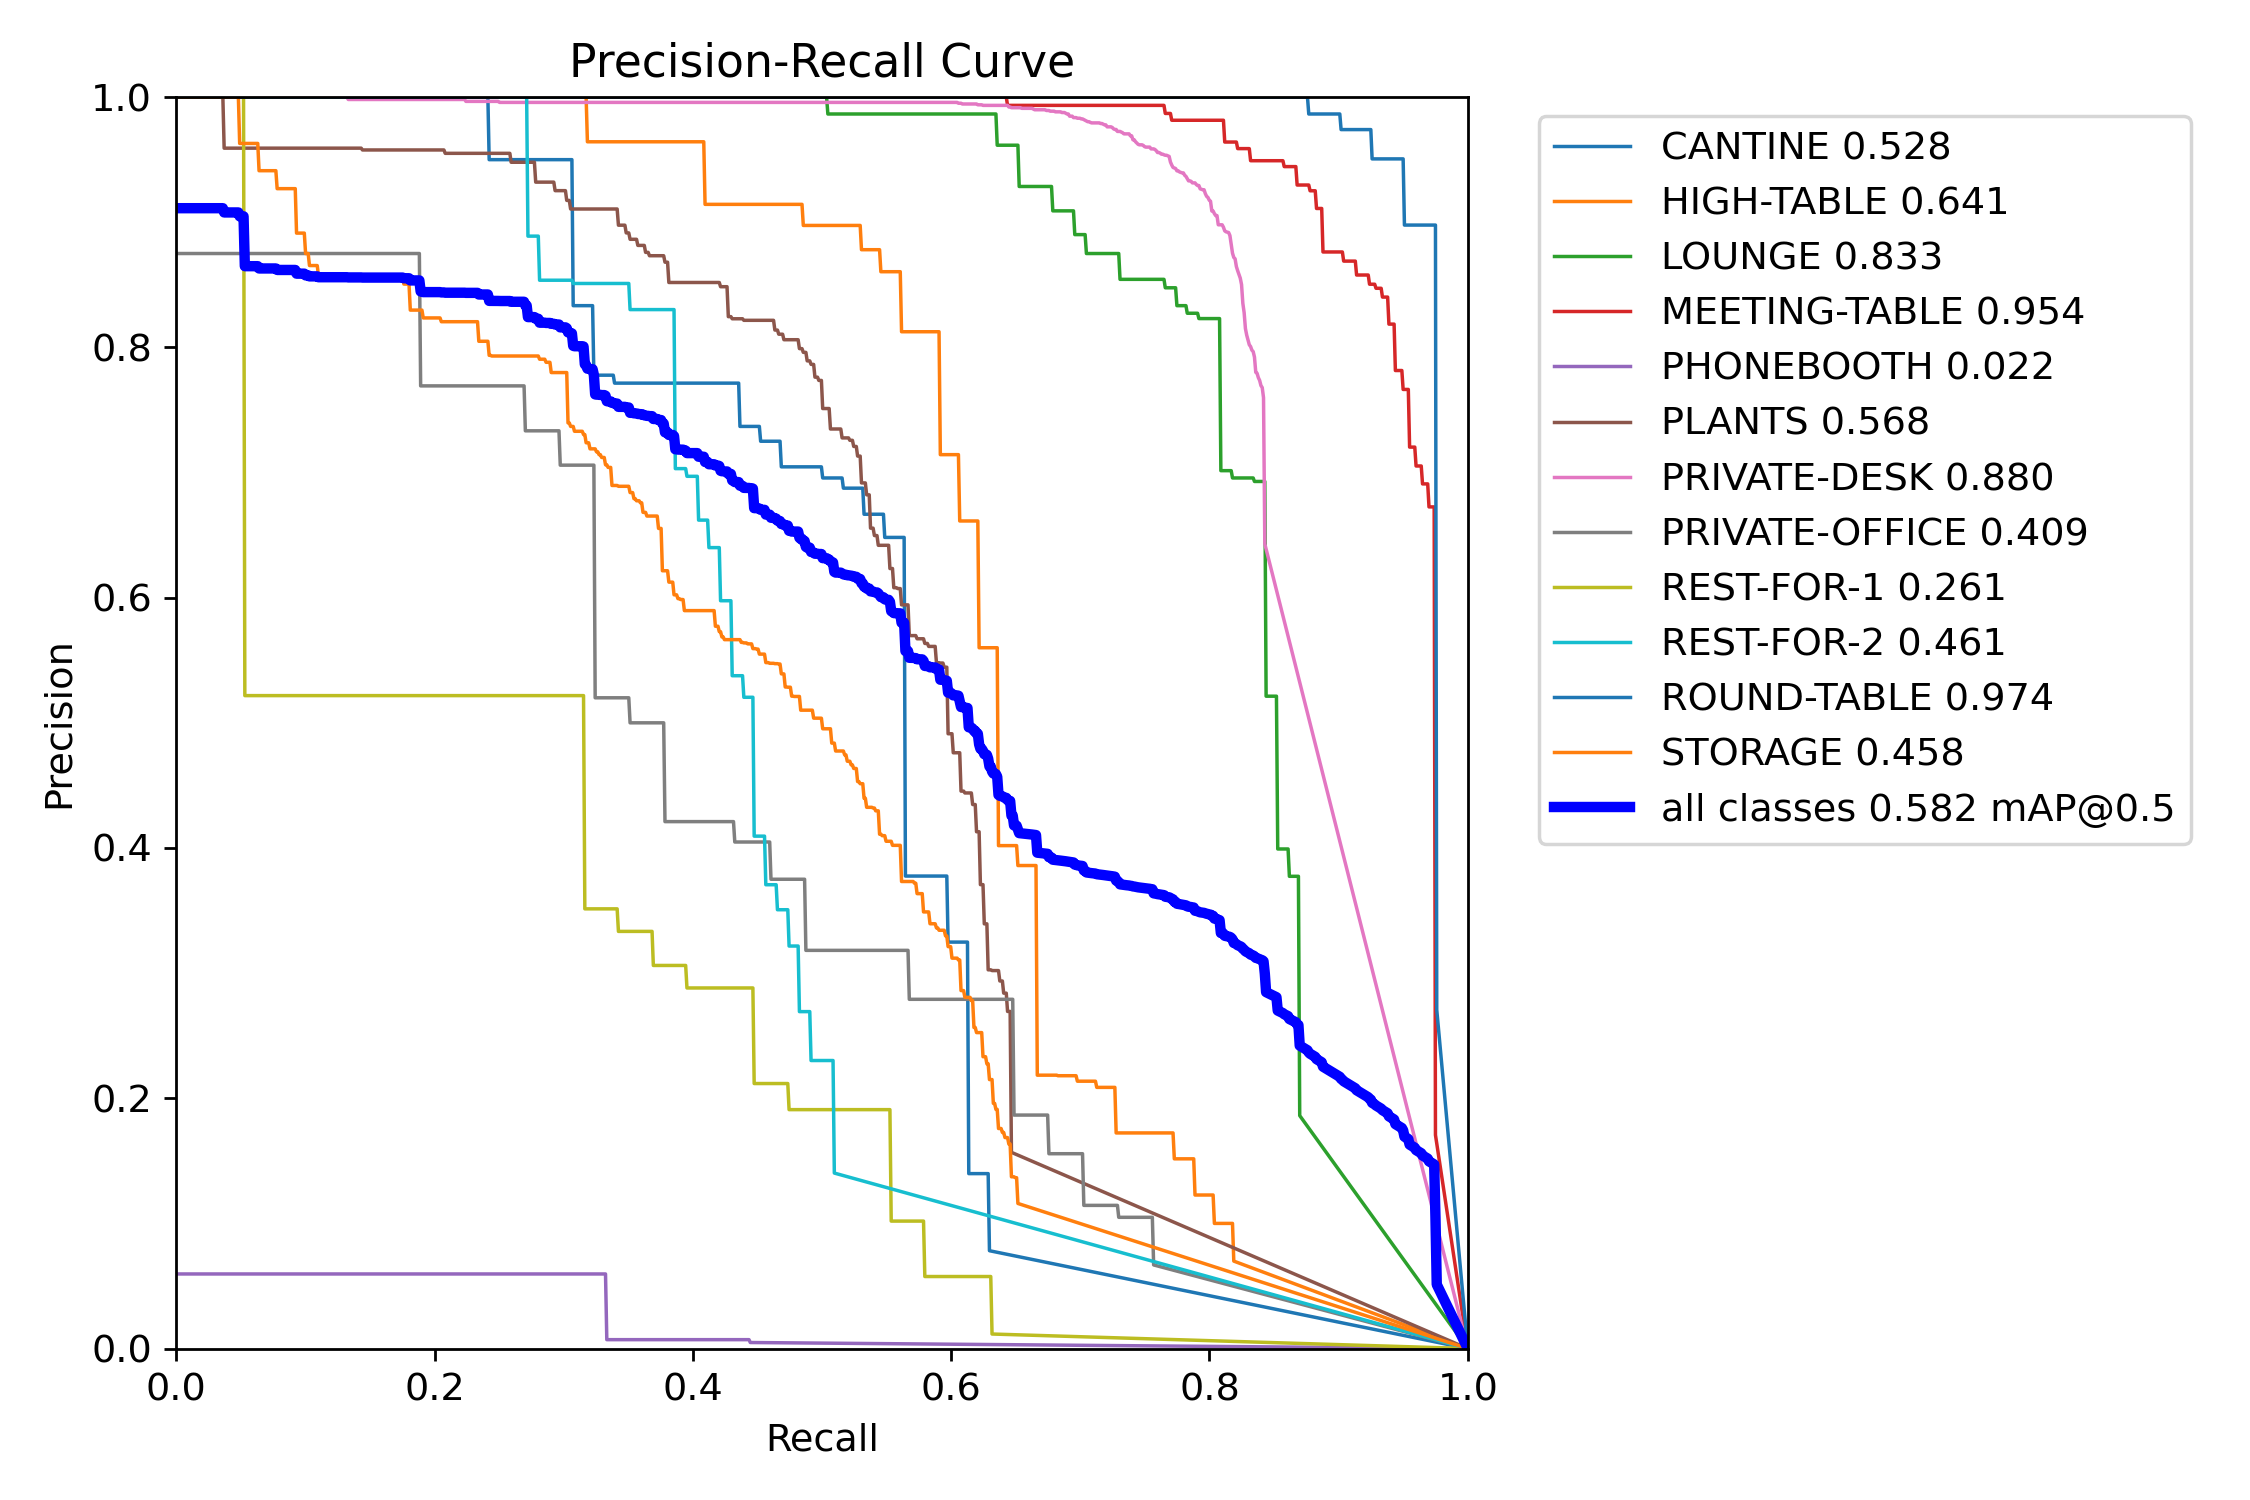 Precision-Recall Curve
1.0
0.8
0.6
0.4
0.2
0.0
Precision
0.0 0.2 0.4 0.6 0.8 1.0
Recall
CANTINE 0.528
HIGH-TABLE 0.641
LOUNGE 0.833
MEETING-TABLE 0.954
PHONEBOOTH 0.022
PLANTS 0.568
PRIVATE-DESK 0.880
PRIVATE-OFFICE 0.409
REST-FOR-1 0.261
REST-FOR-2 0.461
ROUND-TABLE 0.974
STORAGE 0.458
all classes 0.582 mAP@0.5